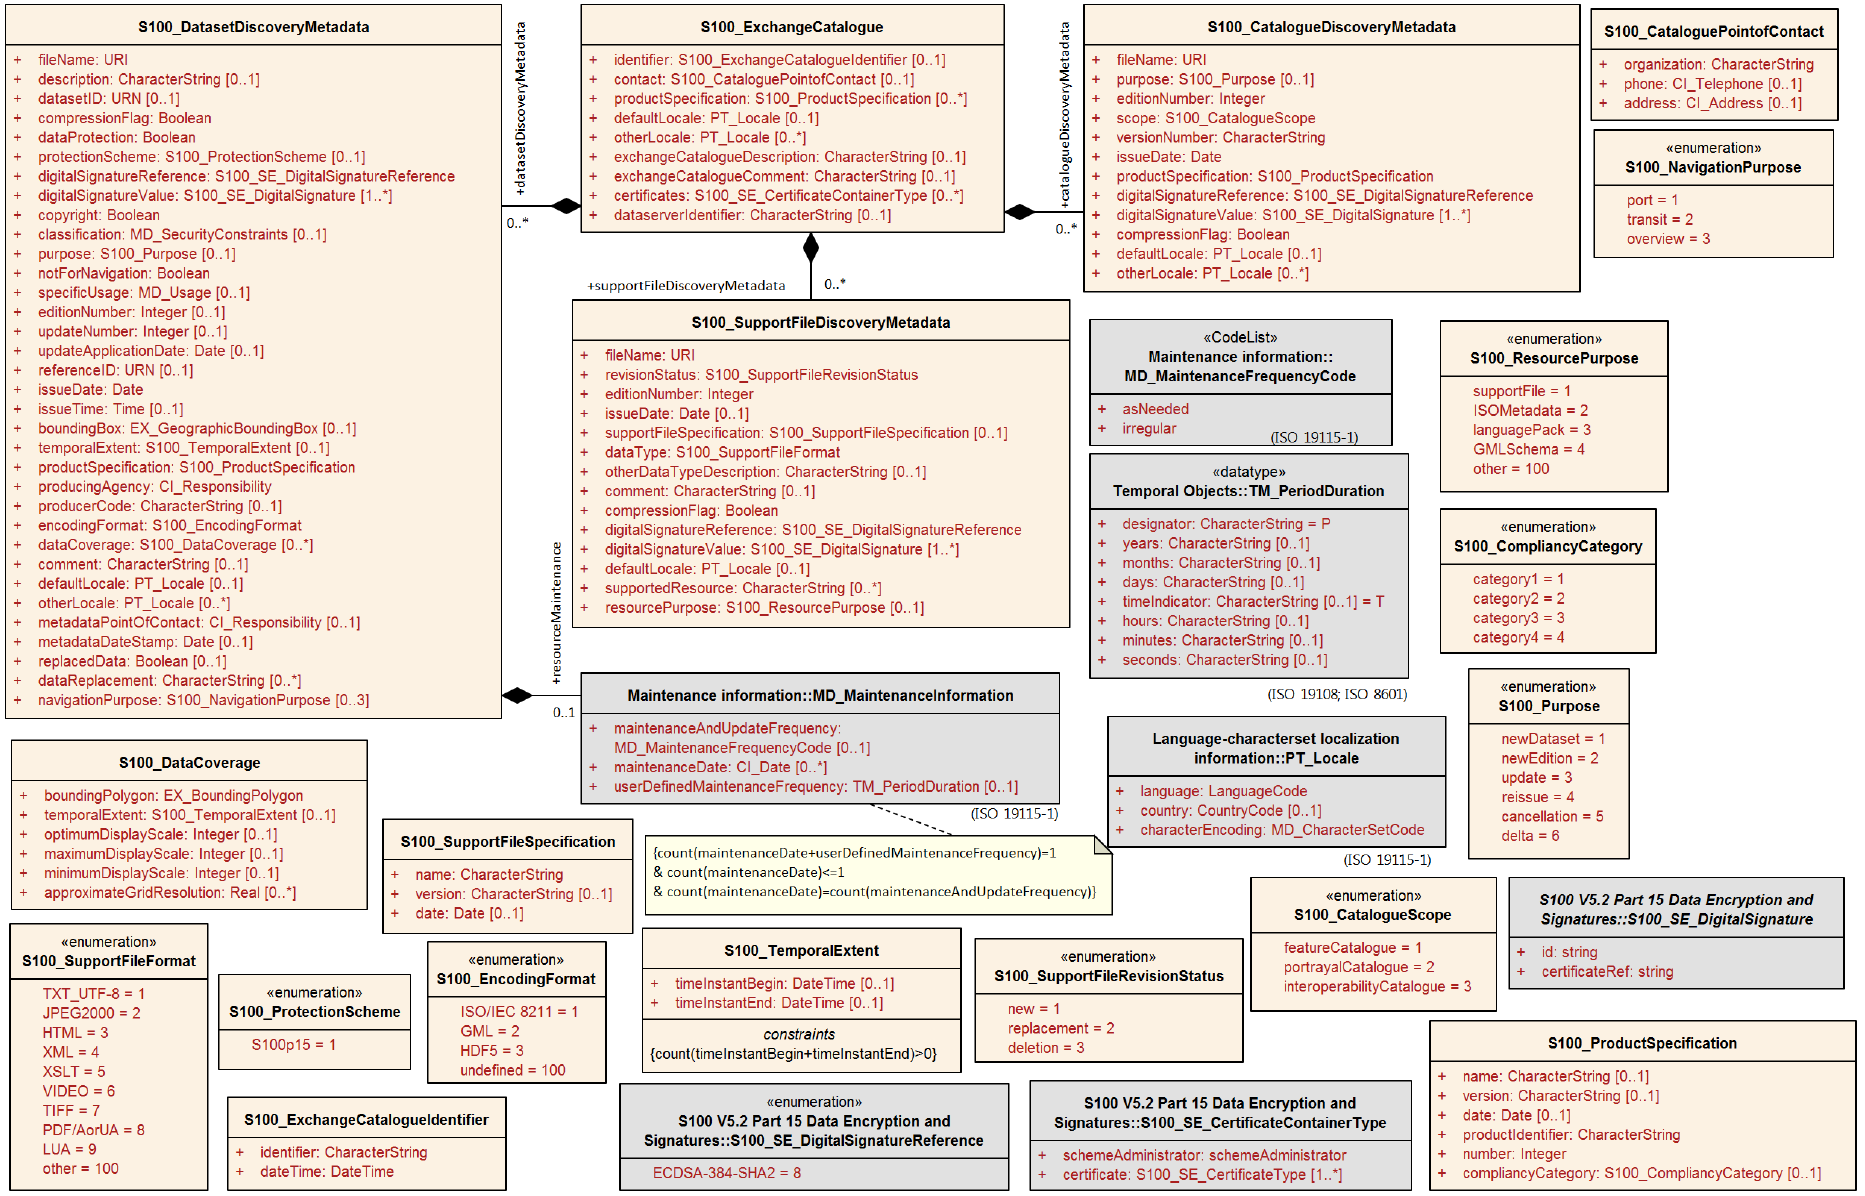 S100_DatasetDiscoveryMetadata
+ fileName: URI
+ description: CharacterString [0..1]
+ datasetID: URN [0..1]
+ compressionFlag: Boolean
+ dataProtection: Boolean
+ protectionScheme: S100_ProtectionScheme [0..1]
+ digitalSignatureReference: S100_SE_DigitalSignatureReference
+ digitalSignatureValue: S100_SE_DigitalSignature [1..*]
+ copyright: Boolean
+ classification: MD_SecurityConstraints [0..1]
+ purpose: S100_Purpose [0..1]
+ notForNavigation: Boolean
+ specificUsage: MD_Usage [0..1]
+ editionNumber: Integer [0..1]
+ updateNumber: Integer [0..1]
+ updateApplicationDate: Date [0..1]
+ referenceID: URN [0..1]
+ issueDate: Date
+ issueTime: Time [0..1]
+ boundingBox: EX_GeographicBoundingBox [0..1]
+ temporalExtent: S100_TemporalExtent [0..1]
+ productSpecification: S100_ProductSpecification
+ producingAgency: CI_Responsibility
+ producerCode: CharacterString [0..1]
+ encodingFormat: S100_EncodingFormat
+ dataCoverage: S100_DataCoverage [0..*]
+ comment: CharacterString [0..1]
+ defaultLocale: PT_Locale [0..1]
+ otherLocale: PT_Locale [0..*]
+ metadataPointOfContact: CI_Responsibility [0..1]
+ metadataDateStamp: Date [0..1]
+ replacedData: Boolean [0..1]
+ dataReplacement: CharacterString [0..*]
+ navigationPurpose: S100_NavigationPurpose [0..3]
+datasetDiscoveryMetadata
0..*
S100_ExchangeCatalogue
+ identifier: S100_ExchangeCatalogueIdentifier [0..1]
+ contact: S100_CataloguePointofContact [0..1]
+ productSpecification: S100_ProductSpecification [0..*]
+ defaultLocale: PT_Locale [0..1]
+ otherLocale: PT_Locale [0..*]
+ exchangeCatalogueDescription: CharacterString [0..1]
+ exchangeCatalogueComment: CharacterString [0..1]
+ certificates: S100_SE_CertificateContainerType [0..*]
+ dataserverIdentifier: CharacterString [0..1]
+catalogueDiscoveryMetadata
0..*
S100_CatalogueDiscoveryMetadata
+ fileName: URI
+ purpose: S100_Purpose [0..1]
+ editionNumber: Integer
+ scope: S100_CatalogueScope
+ versionNumber: CharacterString
+ issueDate: Date
+ productSpecification: S100_ProductSpecification
+ digitalSignatureReference: S100_SE_DigitalSignatureReference
+ digitalSignatureValue: S100_SE_DigitalSignature [1..*]
+ compressionFlag: Boolean
+ defaultLocale: PT_Locale [0..1]
+ otherLocale: PT_Locale [0..*]
S100_CataloguePointofContact
+ organization: CharacterString
+ phone: CI_Telephone [0..1]
+ address: CI_Address [0..1]
«enumeration»
S100_NavigationPurpose
port = 1
transit = 2
overview = 3
+supportFileDiscoveryMetadata
0..*
S100_SupportFileDiscoveryMetadata
+ fileName: URI
+ revisionStatus: S100_SupportFileRevisionStatus
+ editionNumber: Integer
+ issueDate: Date [0..1]
+ supportFileSpecification: S100_SupportFileSpecification [0..1]
+ dataType: S100_SupportFileFormat
+ otherDataTypeDescription: CharacterString [0..1]
+ comment: CharacterString [0..1]
+ compressionFlag: Boolean
+ digitalSignatureReference: S100_SE_DigitalSignatureReference
+ digitalSignatureValue: S100_SE_DigitalSignature [1..*]
+ defaultLocale: PT_Locale [0..1]
+ supportedResource: CharacterString [0..*]
+ resourcePurpose: S100_ResourcePurpose [0..1]
«CodeList»
Maintenance information::
MD_MaintenanceFrequencyCode
+ asNeeded
+ irregular
(ISO 19115-1)
«datatype»
Temporal Objects::TM_PeriodDuration
+ designator: CharacterString = P
+ years: CharacterString [0..1]
+ months: CharacterString [0..1]
+ days: CharacterString [0..1]
+ timeIndicator: CharacterString [0..1] = T
+ hours: CharacterString [0..1]
+ minutes: CharacterString [0..1]
+ seconds: CharacterString [0..1]
(ISO 19108; ISO 8601)
«enumeration»
S100_ResourcePurpose
supportFile = 1
ISOMetadata = 2
languagePack = 3
GMLSchema = 4
other = 100
«enumeration»
S100_CompliancyCategory
category1 = 1
category2 = 2
category3 = 3
category4 = 4
+resourceMaintenance
0..1
Maintenance information::MD_MaintenanceInformation
+ maintenanceAndUpdateFrequency:
MD_MaintenanceFrequencyCode [0..1]
+ maintenanceDate: CI_Date [0..*]
+ userDefinedMaintenanceFrequency: TM_PeriodDuration [0..1]
(ISO 19115-1)
{count(maintenanceDate+userDefinedMaintenanceFrequency)=1
& count(maintenanceDate)<=1
& count(maintenanceDate)=count(maintenanceAndUpdateFrequency)}
Language-characterset localization
information::PT_Locale
+ language: LanguageCode
+ country: CountryCode [0..1]
+ characterEncoding: MD_CharacterSetCode
(ISO 19115-1)
«enumeration»
S100_Purpose
newDataset = 1
newEdition = 2
update = 3
reissue = 4
cancellation = 5
delta = 6
S100_DataCoverage
+ boundingPolygon: EX_BoundingPolygon
+ temporalExtent: S100_TemporalExtent [0..1]
+ optimumDisplayScale: Integer [0..1]
+ maximumDisplayScale: Integer [0..1]
+ minimumDisplayScale: Integer [0..1]
+ approximateGridResolution: Real [0..*]
S100_SupportFileSpecification
+ name: CharacterString
+ version: CharacterString [0..1]
+ date: Date [0..1]
«enumeration»
S100_SupportFileFormat
TXT_UTF-8 = 1
JPEG2000 = 2
HTML = 3
XML = 4
XSLT = 5
VIDEO = 6
TIFF = 7
PDF/AorUA = 8
LUA = 9
other = 100
«enumeration»
S100_ProtectionScheme
S100p15 = 1
«enumeration»
S100_EncodingFormat
ISO/IEC 8211 = 1
GML = 2
HDF5 = 3
undefined = 100
S100_TemporalExtent
+ timeInstantBegin: DateTime [0..1]
+ timeInstantEnd: DateTime [0..1]
constraints
{count(timeInstantBegin+timeInstantEnd)>0}
«enumeration»
S100_SupportFileRevisionStatus
new = 1
replacement = 2
deletion = 3
«enumeration»
S100_CatalogueScope
featureCatalogue = 1
portrayalCatalogue = 2
interoperabilityCatalogue = 3
S100 V5.2 Part 15 Data Encryption and
Signatures::S100_SE_DigitalSignature
+ id: string
+ certificateRef: string
S100_ExchangeCatalogueIdentifier
+ identifier: CharacterString
+ dateTime: DateTime
«enumeration»
S100 V5.2 Part 15 Data Encryption and
Signatures::S100_SE_DigitalSignatureReference
ECDSA-384-SHA2 = 8
S100 V5.2 Part 15 Data Encryption and
Signatures::S100_SE_CertificateContainerType
+ schemeAdministrator: schemeAdministrator
+ certificate: S100_SE_CertificateType [1..*]
S100_ProductSpecification
+ name: CharacterString [0..1]
+ version: CharacterString [0..1]
+ date: Date [0..1]
+ productIdentifier: CharacterString
+ number: Integer
+ compliancyCategory: S100_CompliancyCategory [0..1]